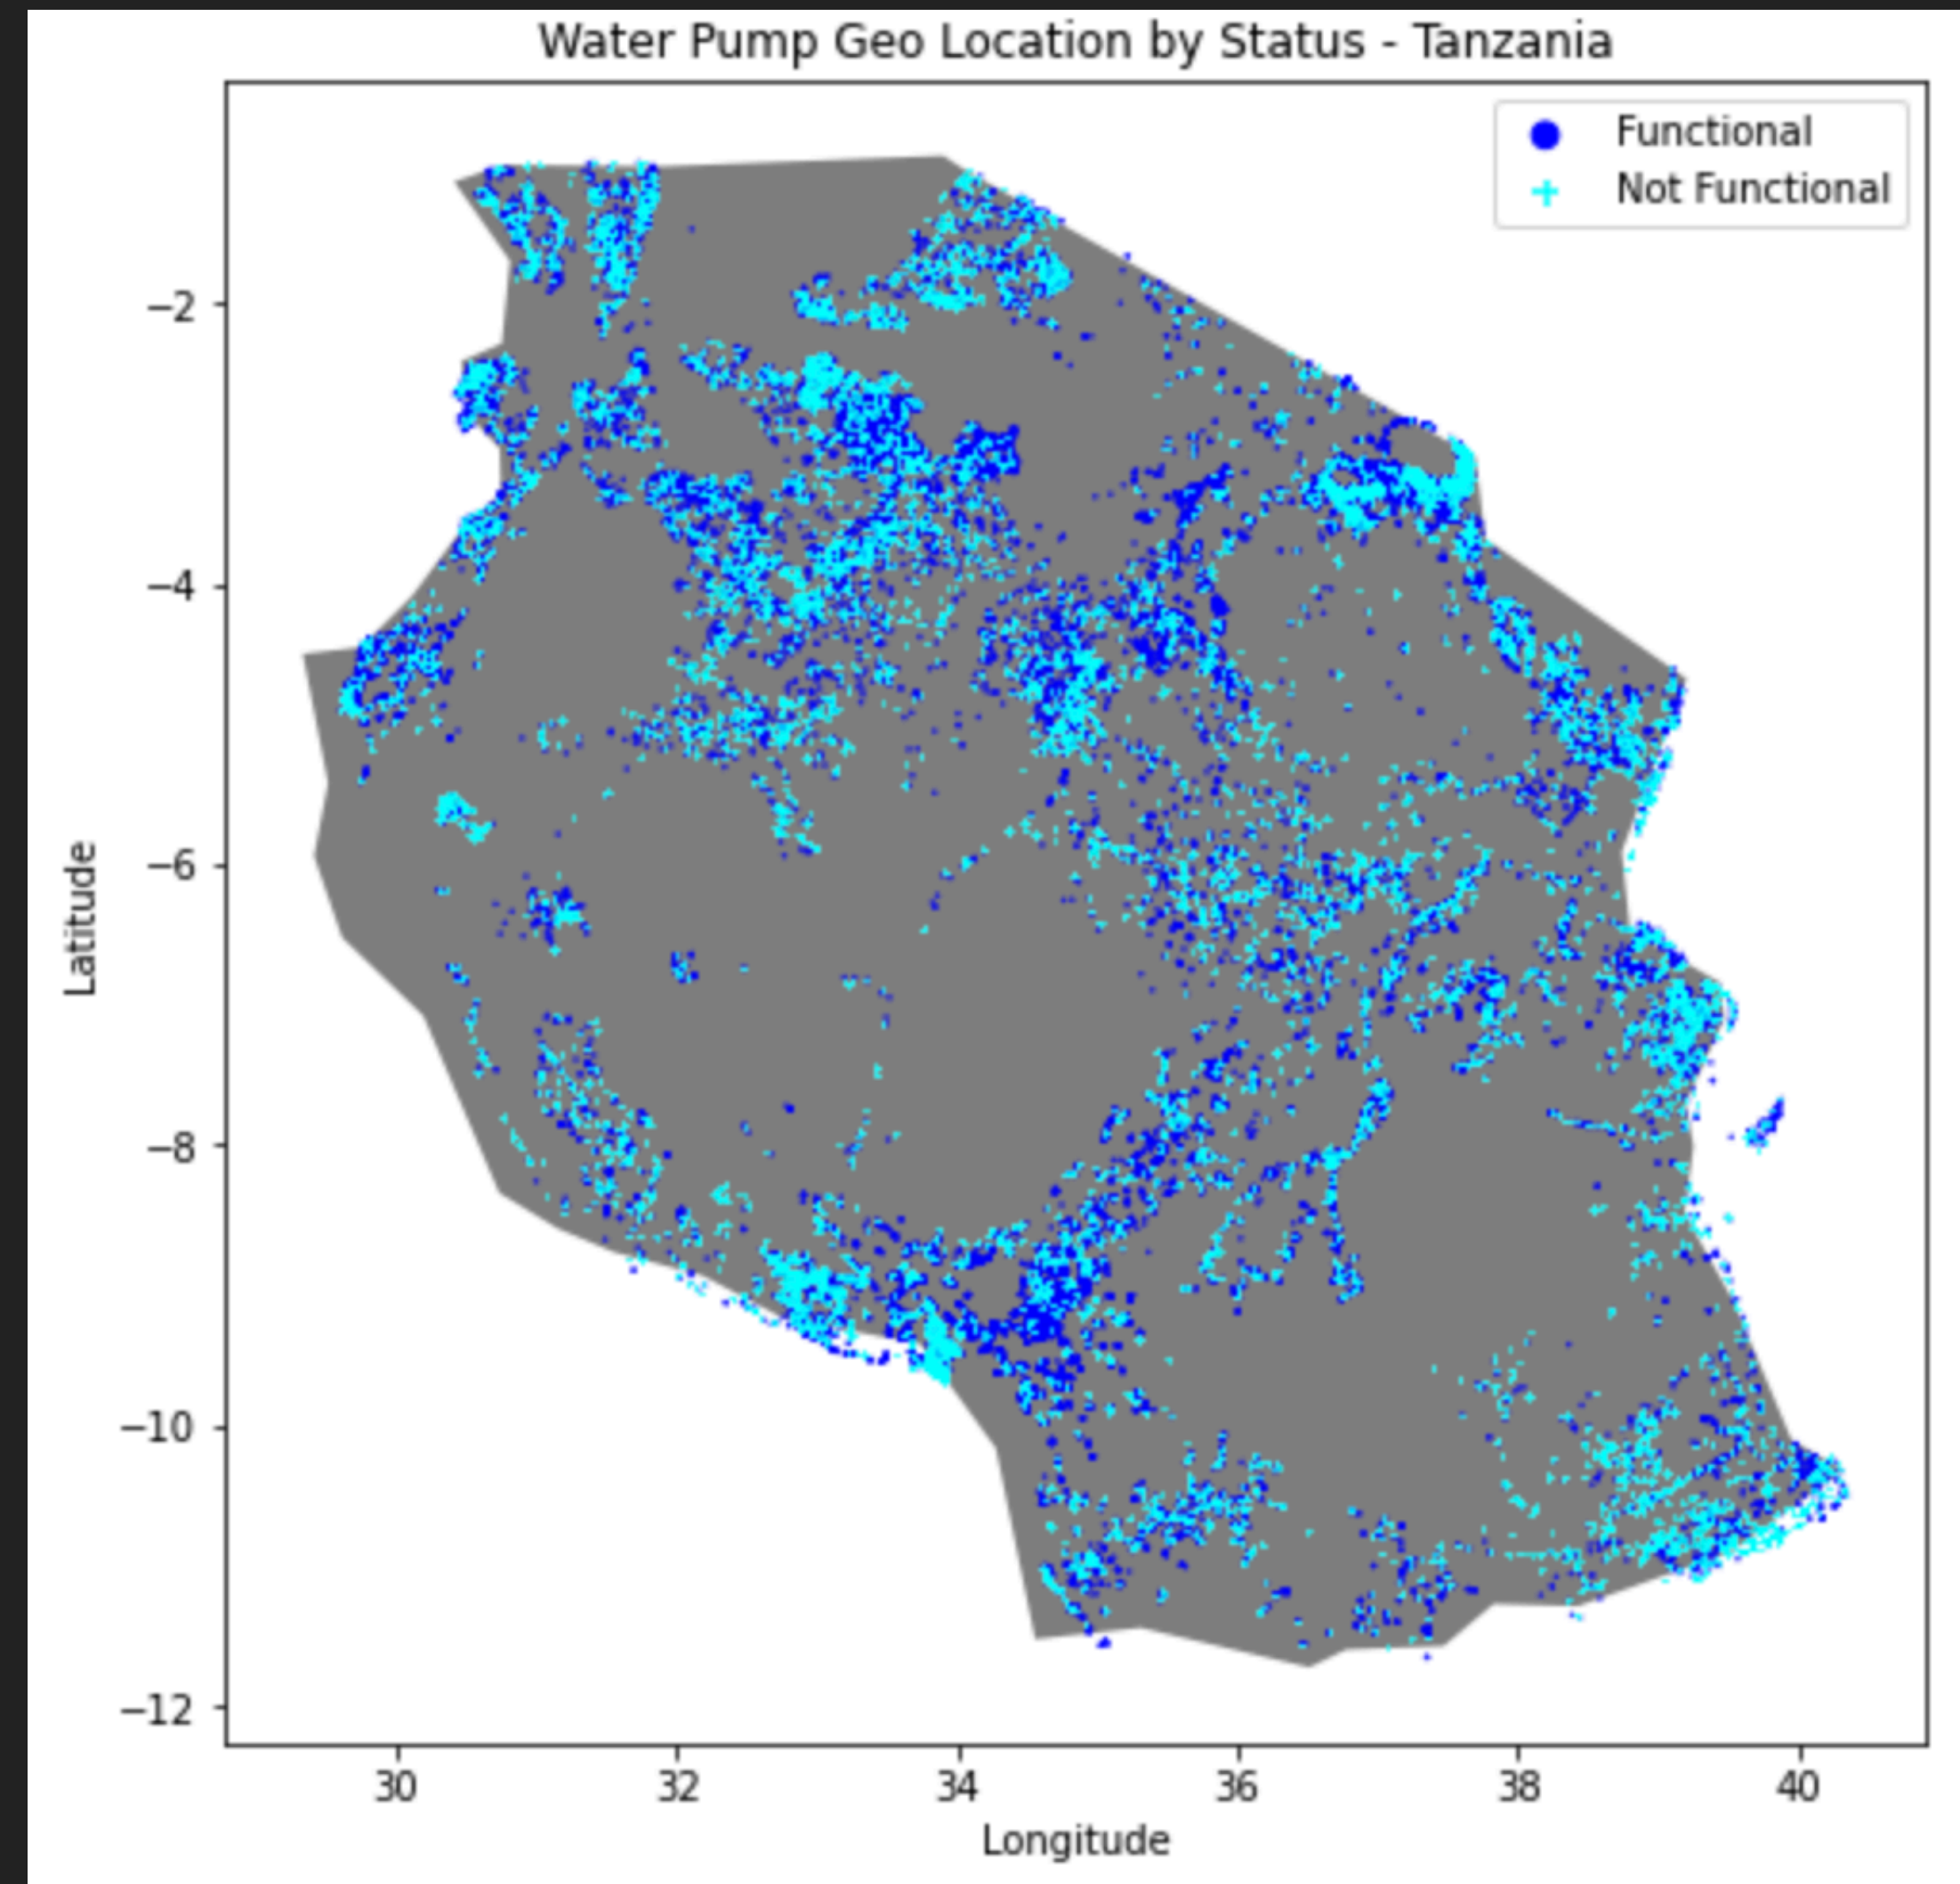 Water Pump Geo Location by Status - Tanzania
Functional
Not Functional
−2
−4
−6
−8
−10
−12
Latitude
30 32 34 36 38 40
Longitude